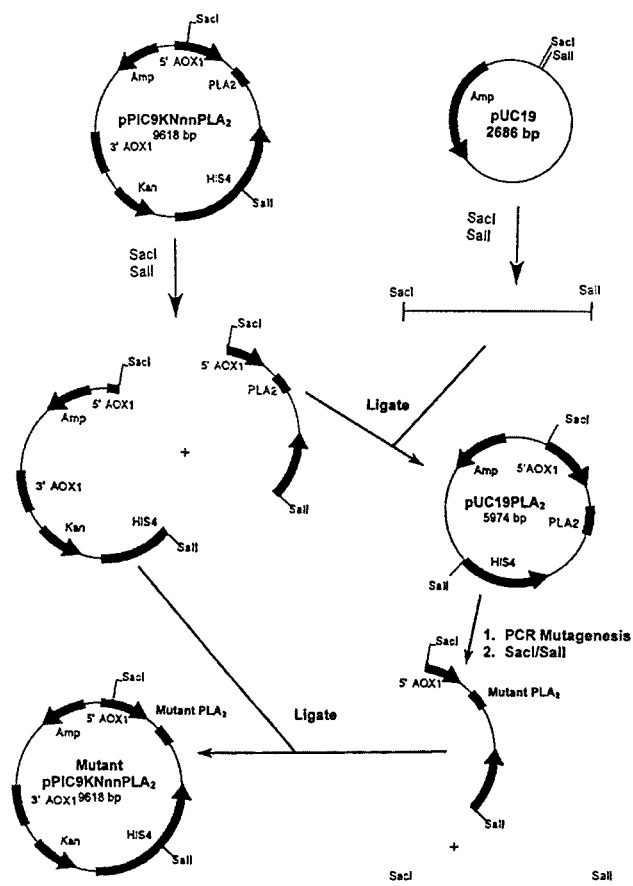 SacI
5' AOX1
Amp
PLA2
pPIC9KNnnPLA₂
9618 bp
3' AOX1
HIS4
Kan
SalI
SacI
SalI
Amp
pUC19
2686 bp
SacI
SalI
SacI
SalI
SacI
SalI
SacI
5' AOX1
Amp
3' AOX1
Kan
HIS4
SalI
+
SacI
5' AOX1
PLA2
SalI
Ligate
SacI
Amp
5'AOX1
pUC19PLA₂
5974 bp
PLA2
HIS4
SalI
1. PCR Mutagenesis
2. SacI/SalI
SacI
5' AOX1
Mutant PLA₂
SalI
+
SacI
SalI
Ligate
SacI
5' AOX1
Mutant PLA₂
Amp
Mutant
pPIC9KNnnPLA₂
3' AOX1 9618 bp
HIS4
Kan
SalI